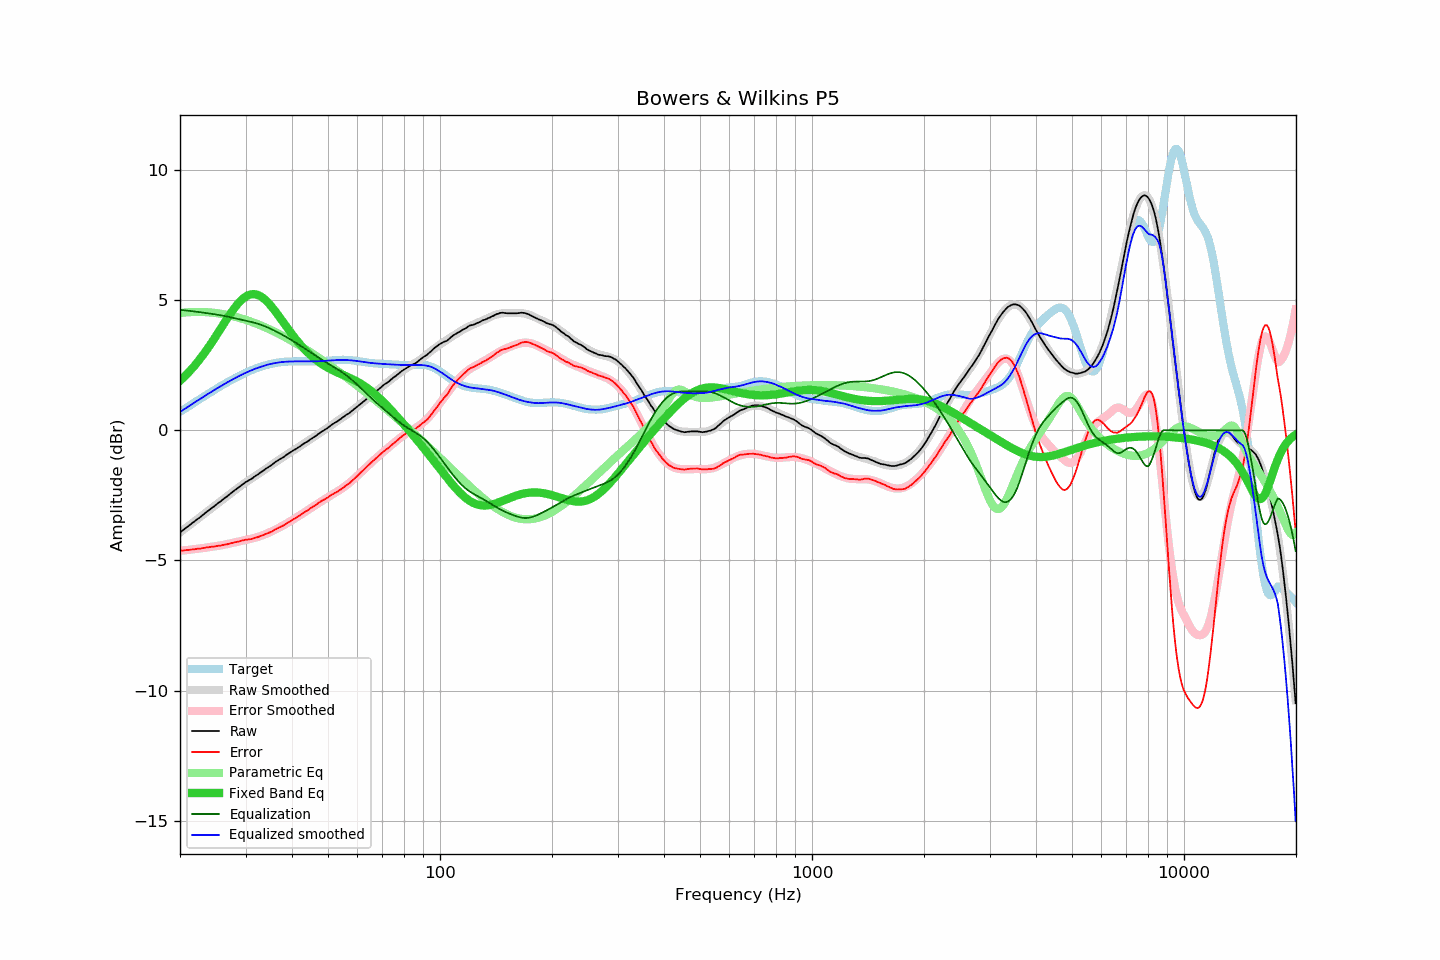 Bowers & Wilkins P5
10
5
0
−5
−10
−15
Amplitude (dBr)
Target
Raw Smoothed
Error Smoothed
Raw
Error
Parametric Eq
Fixed Band Eq
Equalization
Equalized smoothed
100
1000
10000
Frequency (Hz)